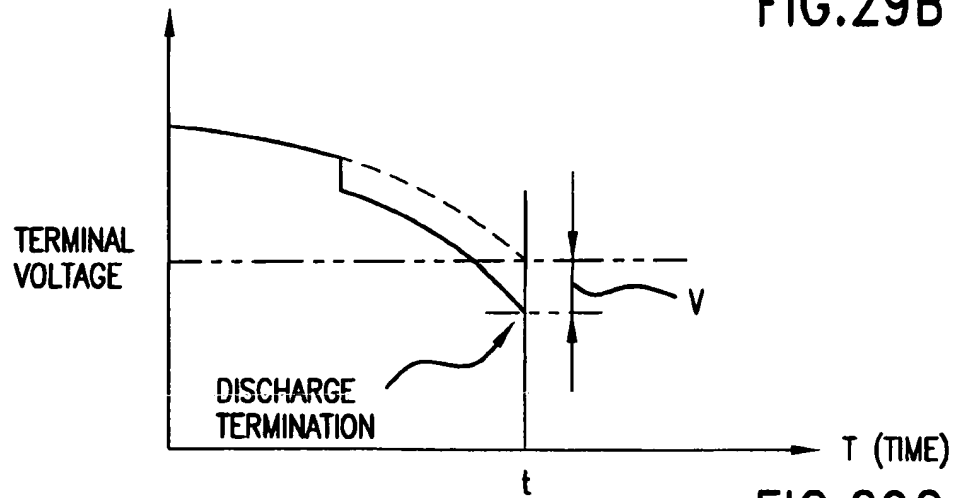 FIG.29B
TERMINAL
VOLTAGE
V
DISCHARGE
TERMINATION
T (TIME)
t